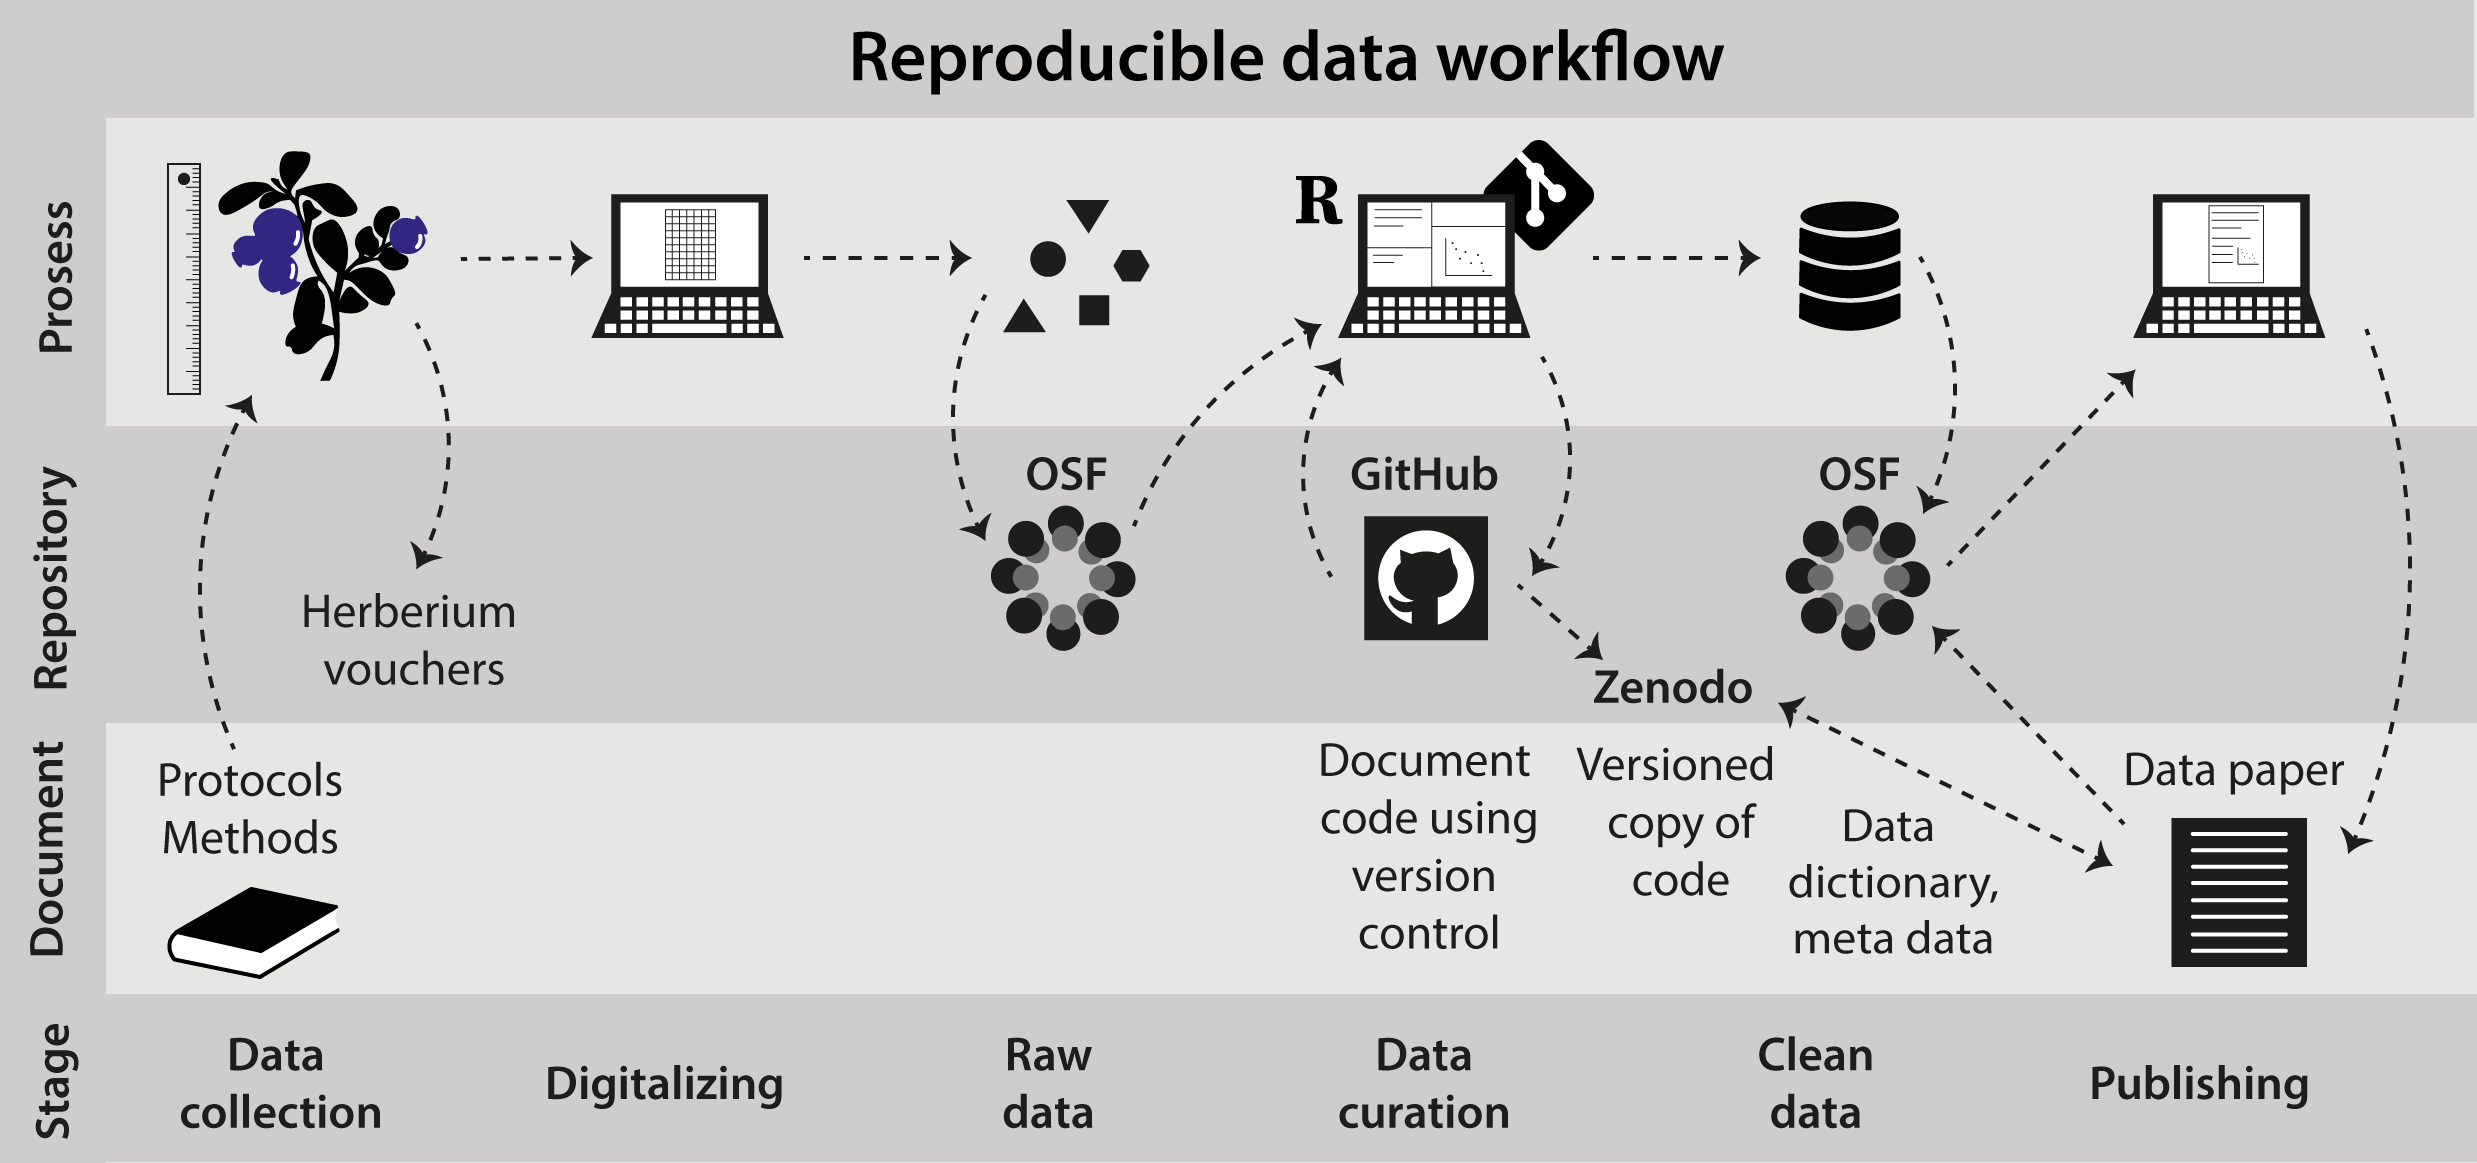 Reproducible data workflow
Prosess
R
Repository
OSF
GitHub
OSF
Herberium
vouchers
Zenodo
Document
Protocols
Methods
Document
code using
version
control
Versioned
copy of
code
Data
dictionary,
meta data
Data paper
Stage
Data
collection
Digitalizing
Raw
data
Data
curation
Clean
data
Publishing